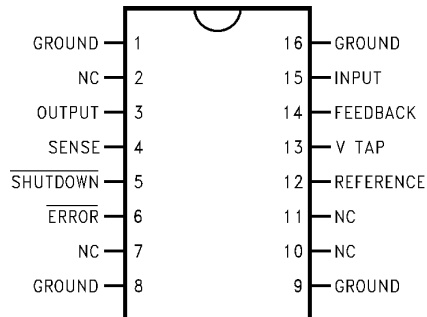 GROUND 1 16 GROUND
NC 2 15 INPUT
OUTPUT 3 14 FEEDBACK
SENSE 4 13 V TAP
SHUTDOWN 5 12 REFERENCE
ERROR 6 11 NC
NC 7 10 NC
GROUND 8 9 GROUND